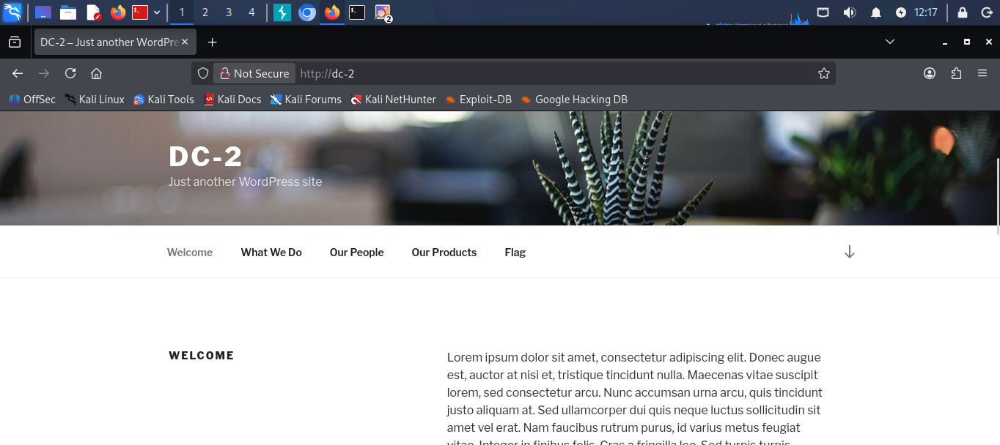 1 2 3 4 2 12:17
DC-2 – Just another WordPre
Not Secure http://dc-2
OffSec Kali Linux Kali Tools Kali Docs Kali Forums Kali NetHunter Exploit-DB Google Hacking DB
DC-2
Just another WordPress site
Welcome What We Do Our People Our Products Flag
WELCOME
Lorem ipsum dolor sit amet, consectetur adipiscing elit. Donec augue
est, auctor at nisi et, tristique tincidunt nulla. Maecenas vitae suscipit
lorem, sed consectetur arcu. Nunc accumsan urna arcu, quis tincidunt
justo aliquam at. Sed ullamcorper dui quis neque luctus sollicitudin sit
amet vel erat. Nam faucibus rutrum purus, id varius metus feugiat
vitae. Integer in finibus felis. Cras a fringilla leo. Sed turpis turpis,